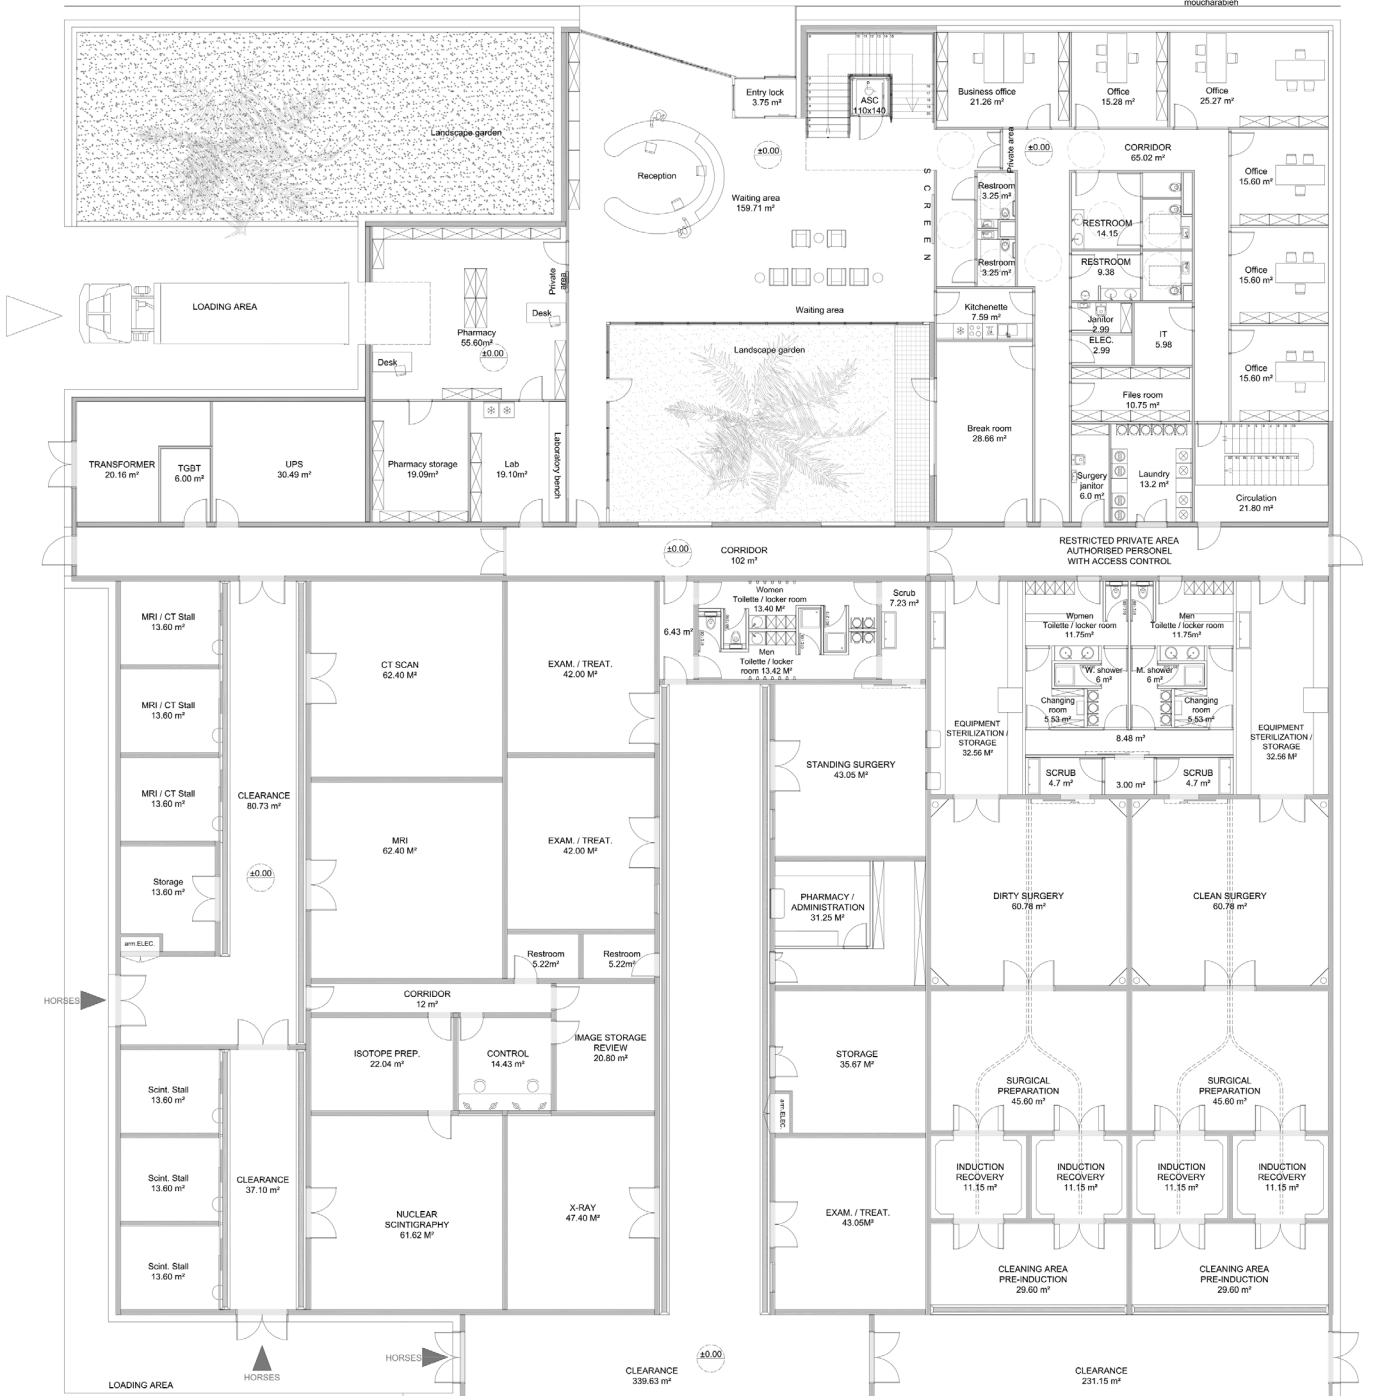 moucharabieh
Landscape garden
Entry lock
3.75 m²
ASC
110x140
Business office
21.26 m²
Office
15.28 m²
Office
25.27 m²
Reception
±0.00
Waiting area
159.71 m²
SCREEN
Private area
±0.00
CORRIDOR
65.02 m²
Restroom
3.25 m²
Restroom
3.25 m²
RESTROOM
14.15
RESTROOM
9.38
Office
15.60 m²
Office
15.60 m²
Office
15.60 m²
LOADING AREA
Private
area
Desk
Pharmacy
55.60m²
±0.00
Desk
Waiting area
Landscape garden
Kitchenette
7.59 m²
Janitor
2.99
ELEC.
2.99
IT
5.98
Files room
10.75 m²
Break room
28.66 m²
TRANSFORMER
20.16 m²
TGBT
6.00 m²
UPS
30.49 m²
Pharmacy storage
19.09m²
Lab
19.10m²
Laboratory bench
Surgery
janitor
6.0 m²
Laundry
13.2 m²
Circulation
21.80 m²
±0.00
CORRIDOR
102 m²
RESTRICTED PRIVATE AREA
AUTHORISED PERSONEL
WITH ACCESS CONTROL
MRI / CT Stall
13.60 m²
MRI / CT Stall
13.60 m²
MRI / CT Stall
13.60 m²
Storage
13.60 m²
arm.ELEC.
CLEARANCE
80.73 m²
±0.00
CT SCAN
62.40 M²
EXAM. / TREAT.
42.00 M²
MRI
62.40 M²
EXAM. / TREAT.
42.00 M²
6.43 m²
Women
Toilette / locker room
13.40 M²
Men
Toilette / locker
room 13.42 M²
Scrub
7.23 m²
Women
Toilette / locker room
11.75m²
Men
Toilette / locker room
11.75m²
W. shower
6 m²
M. shower
6 m²
Changing
room
5.53 m²
Changing
room
5.53 m²
8.48 m²
EQUIPMENT
STERILIZATION /
STORAGE
32.56 M²
EQUIPMENT
STERILIZATION /
STORAGE
32.56 M²
SCRUB
4.7 m²
3.00 m²
SCRUB
4.7 m²
STANDING SURGERY
43.05 M²
PHARMACY /
ADMINISTRATION
31.25 M²
DIRTY SURGERY
60.78 m²
CLEAN SURGERY
60.78 m²
Restroom
5.22m²
Restroom
5.22m²
HORSES
CORRIDOR
12 m²
ISOTOPE PREP.
22.04 m²
CONTROL
14.43 m²
IMAGE STORAGE
REVIEW
20.80 m²
STORAGE
35.67 M²
arm.ELEC.
SURGICAL
PREPARATION
45.60 m²
SURGICAL
PREPARATION
45.60 m²
Scint. Stall
13.60 m²
Scint. Stall
13.60 m²
Scint. Stall
13.60 m²
CLEARANCE
37.10 m²
NUCLEAR
SCINTIGRAPHY
61.62 M²
X-RAY
47.40 M²
EXAM. / TREAT.
43.05M²
INDUCTION
RECOVERY
11.15 m²
INDUCTION
RECOVERY
11.15 m²
INDUCTION
RECOVERY
11.15 m²
INDUCTION
RECOVERY
11.15 m²
CLEANING AREA
PRE-INDUCTION
29.60 m²
CLEANING AREA
PRE-INDUCTION
29.60 m²
HORSES
HORSES
LOADING AREA
±0.00
CLEARANCE
339.63 m²
CLEARANCE
231.15 m²